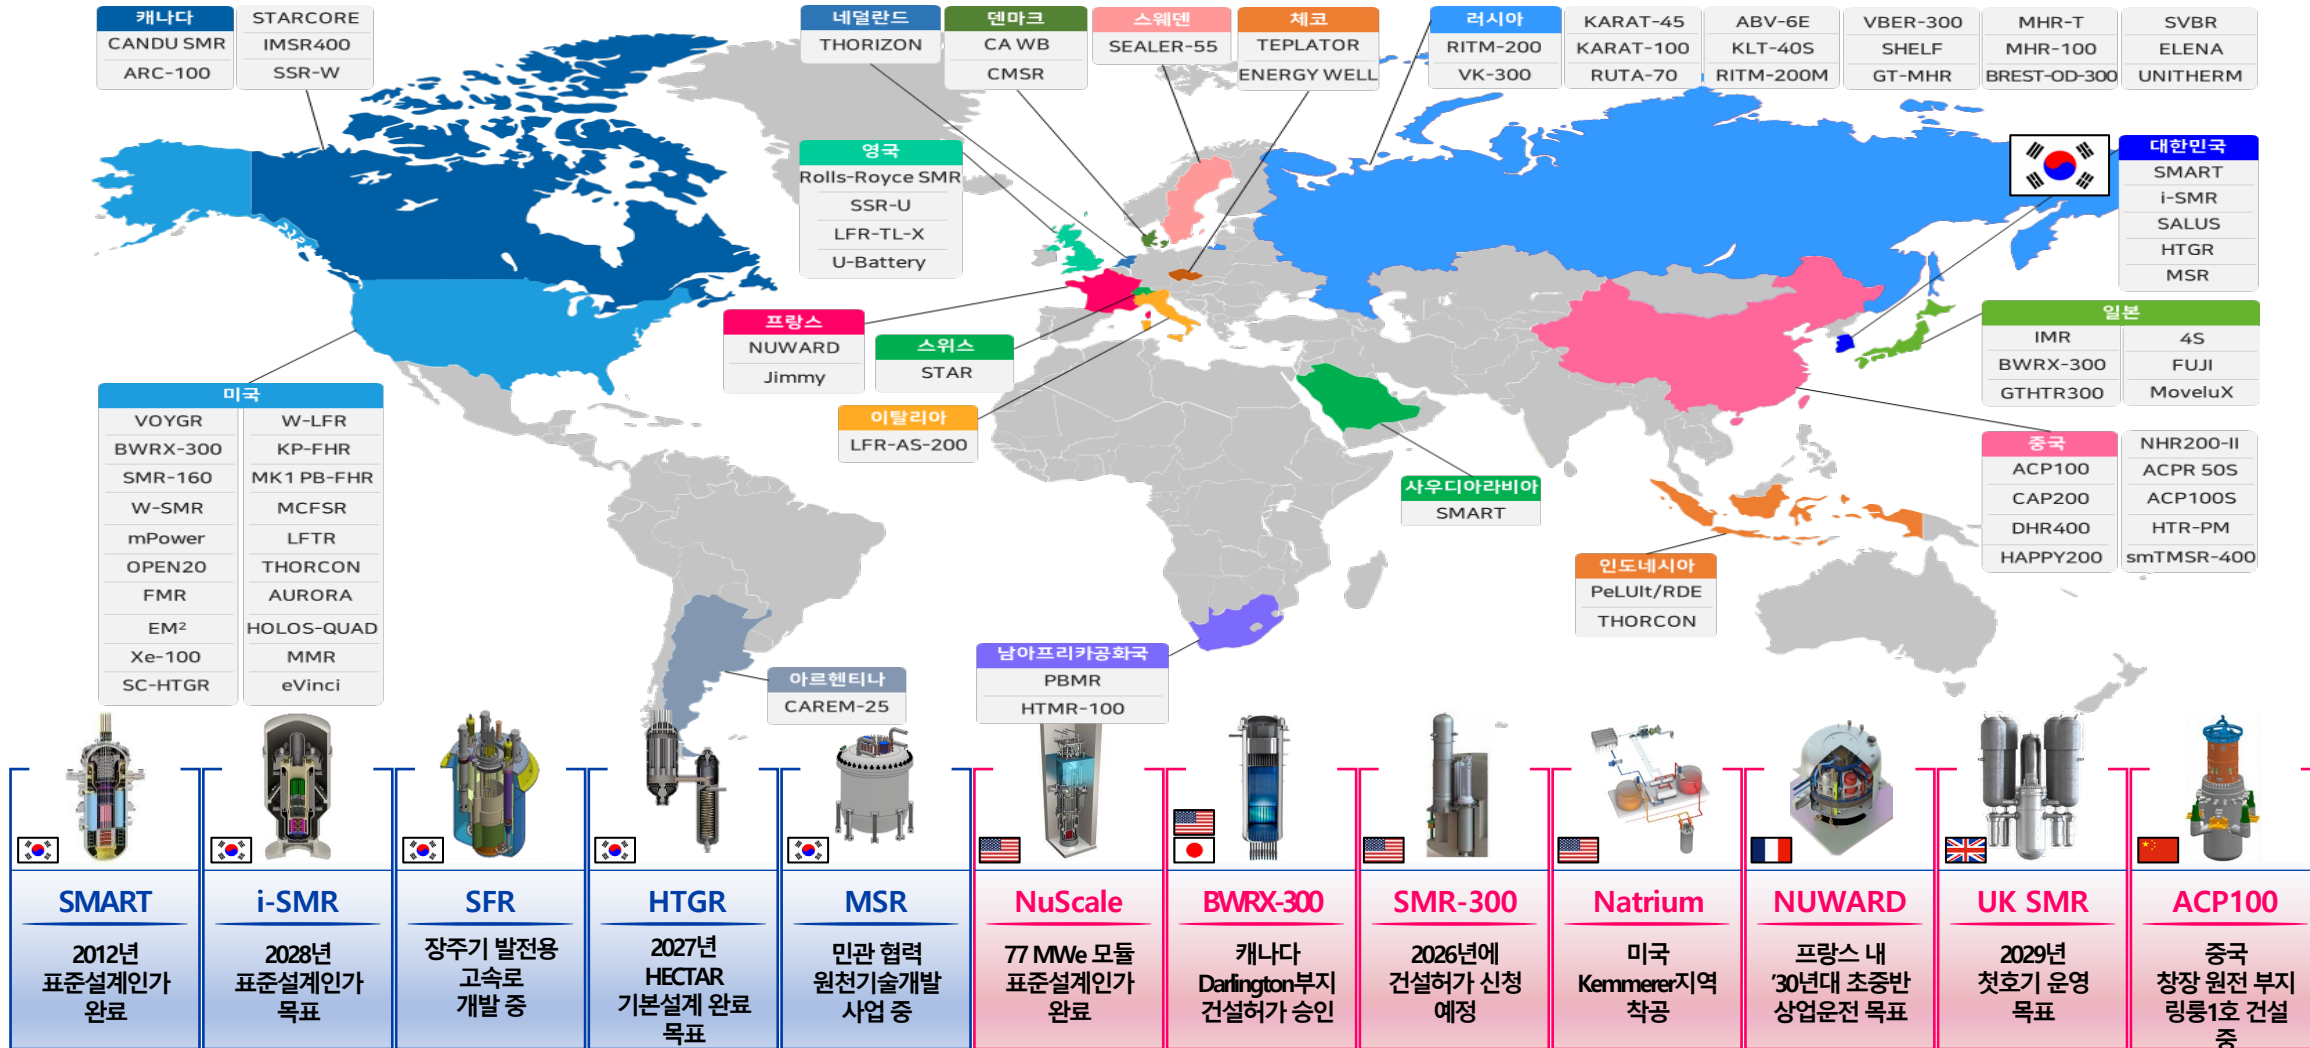 캐나다
CANDU SMR
ARC-100
STARCORE
IMSR400
SSR-W
네덜란드
THORIZON
덴마크
CA WB
CMSR
스웨덴
SEALER-55
체코
TEPLATOR
ENERGY WELL
러시아
RITM-200
VK-300
KARAT-45
KARAT-100
RUTA-70
ABV-6E
KLT-40S
RITM-200M
VBER-300
SHELF
GT-MHR
MHR-T
MHR-100
BREST-OD-300
SVBR
ELENA
UNITHERM
영국
Rolls-Royce SMR
SSR-U
LFR-TL-X
U-Battery
대한민국
SMART
i-SMR
SALUS
HTGR
MSR
프랑스
NUWARD
Jimmy
스위스
STAR
일본
IMR
BWRX-300
GTHTR300
4S
FUJI
MoveluX
미국
VOYGR
BWRX-300
SMR-160
W-SMR
mPower
OPEN20
FMR
EM²
Xe-100
SC-HTGR
W-LFR
KP-FHR
MK1 PB-FHR
MCFSR
LFTR
THORCON
AURORA
HOLOS-QUAD
MMR
eVinci
이탈리아
LFR-AS-200
중국
ACP100
CAP200
DHR400
HAPPY200
NHR200-II
ACPR 50S
ACP100S
HTR-PM
smTMSR-400
사우디아라비아
SMART
인도네시아
PeLUIt/RDE
THORCON
남아프리카공화국
PBMR
HTMR-100
아르헨티나
CAREM-25
SMART
2012년
표준설계인가
완료
i-SMR
2028년
표준설계인가
목표
SFR
장주기 발전용
고속로
개발 중
HTGR
2027년
HECTAR
기본설계 완료
목표
MSR
민관 협력
원천기술개발
사업 중
NuScale
77 MWe 모듈
표준설계인가
완료
BWRX-300
캐나다
Darlington부지
건설허가 승인
SMR-300
2026년에
건설허가 신청
예정
Natrium
미국
Kemmerer지역
착공
NUWARD
프랑스 내
'30년대 초중반
상업운전 목표
UK SMR
2029년
첫호기 운영
목표
ACP100
중국
창장 원전 부지
링룽1호 건설
중